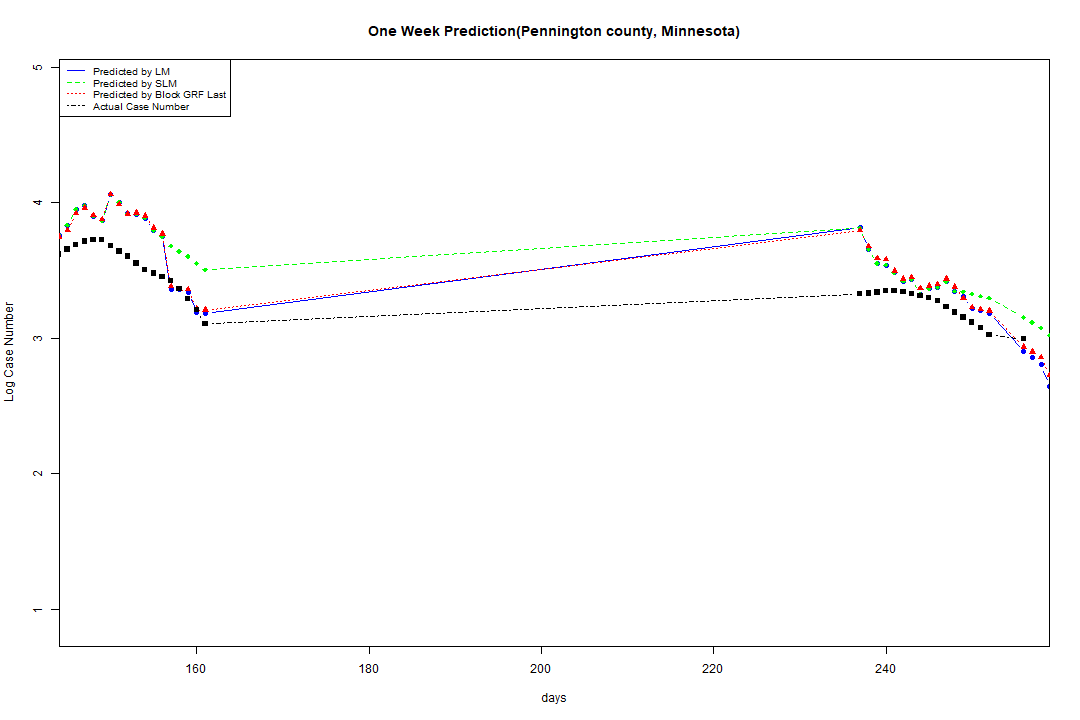 One Week Prediction(Pennington county, Minnesota)
Predicted by LM
Predicted by SLM
Predicted by Block GRF Last
Actual Case Number
5
4
3
2
1
Log Case Number
160 180 200 220 240
days